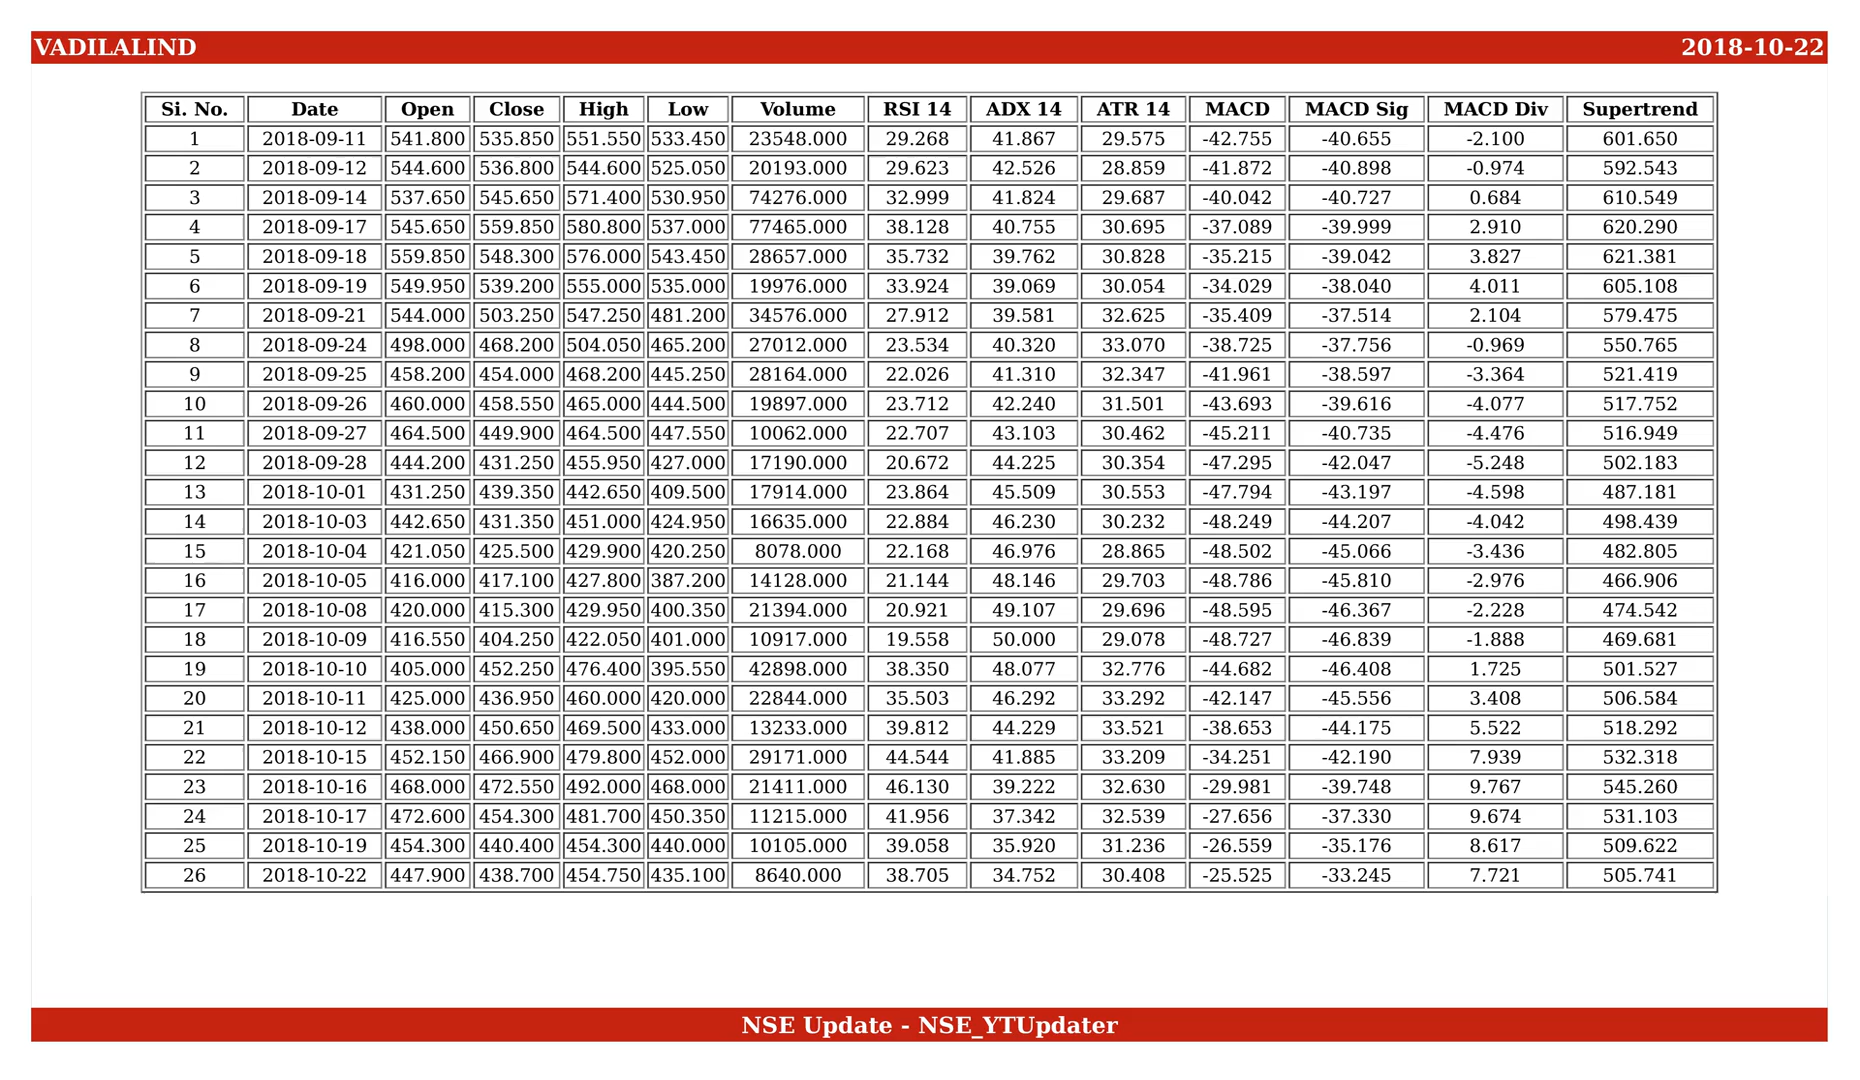 VADILALIND 2018-10-22
Si. No. Date Open Close High Low Volume RSI 14 ADX 14 ATR 14 MACD MACD Sig MACD Div Supertrend
1 2018-09-11 541.800 535.850 551.550 533.450 23548.000 29.268 41.867 29.575 -42.755 -40.655 -2.100 601.650
2 2018-09-12 544.600 536.800 544.600 525.050 20193.000 29.623 42.526 28.859 -41.872 -40.898 -0.974 592.543
3 2018-09-14 537.650 545.650 571.400 530.950 74276.000 32.999 41.824 29.687 -40.042 -40.727 0.684 610.549
4 2018-09-17 545.650 559.850 580.800 537.000 77465.000 38.128 40.755 30.695 -37.089 -39.999 2.910 620.290
5 2018-09-18 559.850 548.300 576.000 543.450 28657.000 35.732 39.762 30.828 -35.215 -39.042 3.827 621.381
6 2018-09-19 549.950 539.200 555.000 535.000 19976.000 33.924 39.069 30.054 -34.029 -38.040 4.011 605.108
7 2018-09-21 544.000 503.250 547.250 481.200 34576.000 27.912 39.581 32.625 -35.409 -37.514 2.104 579.475
8 2018-09-24 498.000 468.200 504.050 465.200 27012.000 23.534 40.320 33.070 -38.725 -37.756 -0.969 550.765
9 2018-09-25 458.200 454.000 468.200 445.250 28164.000 22.026 41.310 32.347 -41.961 -38.597 -3.364 521.419
10 2018-09-26 460.000 458.550 465.000 444.500 19897.000 23.712 42.240 31.501 -43.693 -39.616 -4.077 517.752
11 2018-09-27 464.500 449.900 464.500 447.550 10062.000 22.707 43.103 30.462 -45.211 -40.735 -4.476 516.949
12 2018-09-28 444.200 431.250 455.950 427.000 17190.000 20.672 44.225 30.354 -47.295 -42.047 -5.248 502.183
13 2018-10-01 431.250 439.350 442.650 409.500 17914.000 23.864 45.509 30.553 -47.794 -43.197 -4.598 487.181
14 2018-10-03 442.650 431.350 451.000 424.950 16635.000 22.884 46.230 30.232 -48.249 -44.207 -4.042 498.439
15 2018-10-04 421.050 425.500 429.900 420.250 8078.000 22.168 46.976 28.865 -48.502 -45.066 -3.436 482.805
16 2018-10-05 416.000 417.100 427.800 387.200 14128.000 21.144 48.146 29.703 -48.786 -45.810 -2.976 466.906
17 2018-10-08 420.000 415.300 429.950 400.350 21394.000 20.921 49.107 29.696 -48.595 -46.367 -2.228 474.542
18 2018-10-09 416.550 404.250 422.050 401.000 10917.000 19.558 50.000 29.078 -48.727 -46.839 -1.888 469.681
19 2018-10-10 405.000 452.250 476.400 395.550 42898.000 38.350 48.077 32.776 -44.682 -46.408 1.725 501.527
20 2018-10-11 425.000 436.950 460.000 420.000 22844.000 35.503 46.292 33.292 -42.147 -45.556 3.408 506.584
21 2018-10-12 438.000 450.650 469.500 433.000 13233.000 39.812 44.229 33.521 -38.653 -44.175 5.522 518.292
22 2018-10-15 452.150 466.900 479.800 452.000 29171.000 44.544 41.885 33.209 -34.251 -42.190 7.939 532.318
23 2018-10-16 468.000 472.550 492.000 468.000 21411.000 46.130 39.222 32.630 -29.981 -39.748 9.767 545.260
24 2018-10-17 472.600 454.300 481.700 450.350 11215.000 41.956 37.342 32.539 -27.656 -37.330 9.674 531.103
25 2018-10-19 454.300 440.400 454.300 440.000 10105.000 39.058 35.920 31.236 -26.559 -35.176 8.617 509.622
26 2018-10-22 447.900 438.700 454.750 435.100 8640.000 38.705 34.752 30.408 -25.525 -33.245 7.721 505.741
NSE Update - NSE_YTUpdater